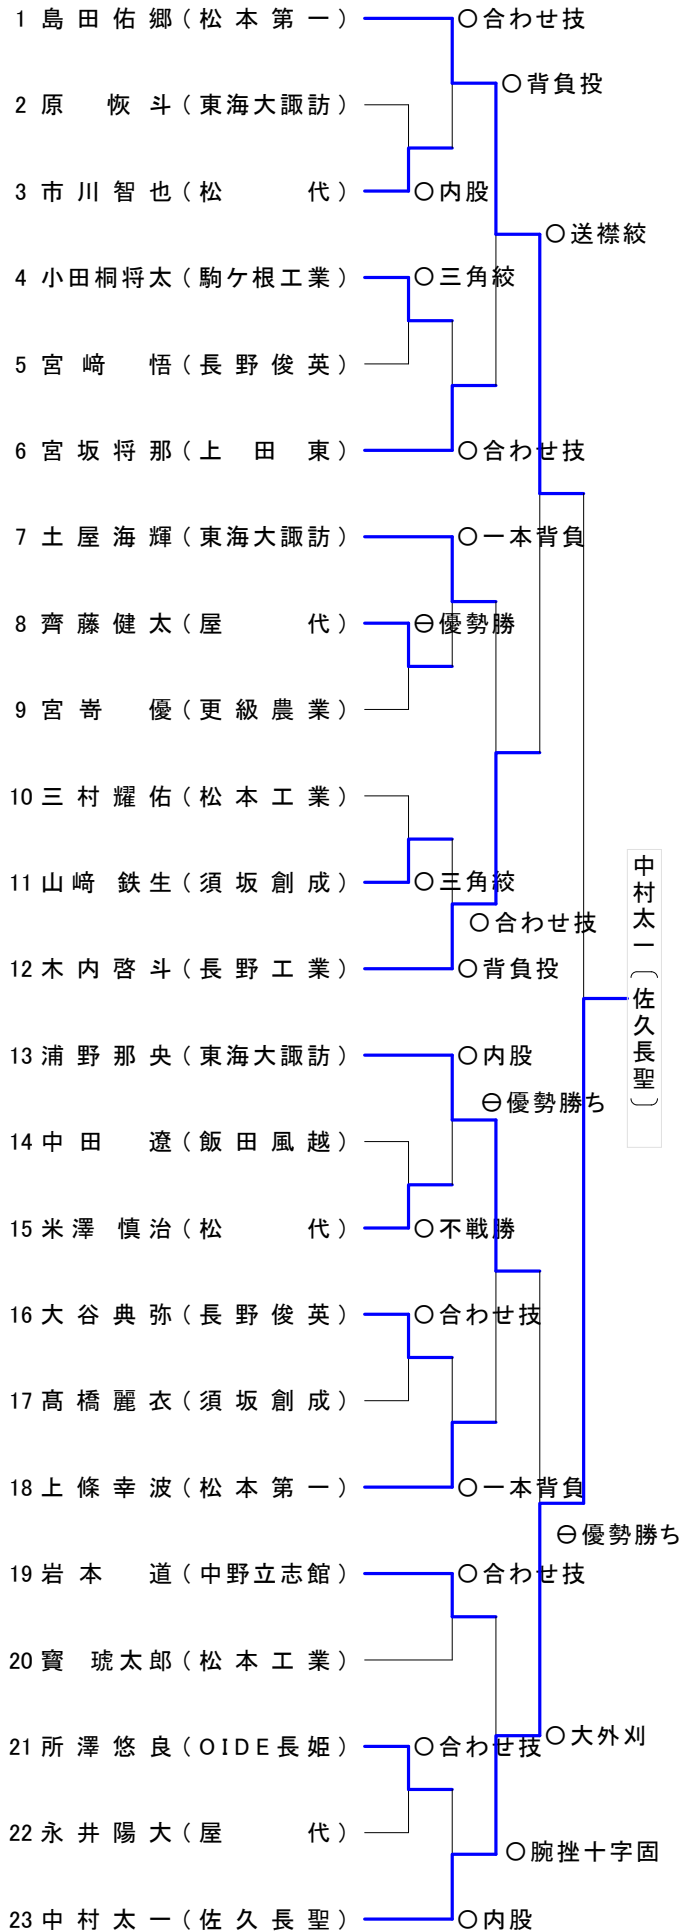 1 島田佑郷(松本第一) ○合わせ技
○背負投
2 原 恢斗(東海大諏訪)
3 市川智也(松 代) ○内股
○送襟絞
4 小田桐将太(駒ケ根工業) ○三角絞
5 宮﨑 悟(長野俊英)
6 宮坂将那(上田東) ○合わせ技
7 土屋海輝(東海大諏訪) ○一本背負
8 齊藤健太(屋 代) ⊖優勢勝
9 宮嵜 優(更級農業)
10 三村耀佑(松本工業)
11 山﨑鉄生(須坂創成) ○三角絞
○合わせ技
12 木内啓斗(長野工業) ○背負投
中村太一(佐久長聖)
13 浦野那央(東海大諏訪) ○内股
⊖優勢勝ち
14 中田 遼(飯田風越)
15 米澤慎治(松 代) ○不戦勝
16 大谷典弥(長野俊英) ○合わせ技
17 髙橋麗衣(須坂創成)
18 上條幸波(松本第一) ○一本背負
⊖優勢勝ち
19 岩本 道(中野立志館) ○合わせ技
20 寳 琥太郎(松本工業)
○大外刈
21 所澤悠良(OIDE長姫) ○合わせ技
22 永井陽大(屋 代)
○腕挫十字固
23 中村太一(佐久長聖) ○内股